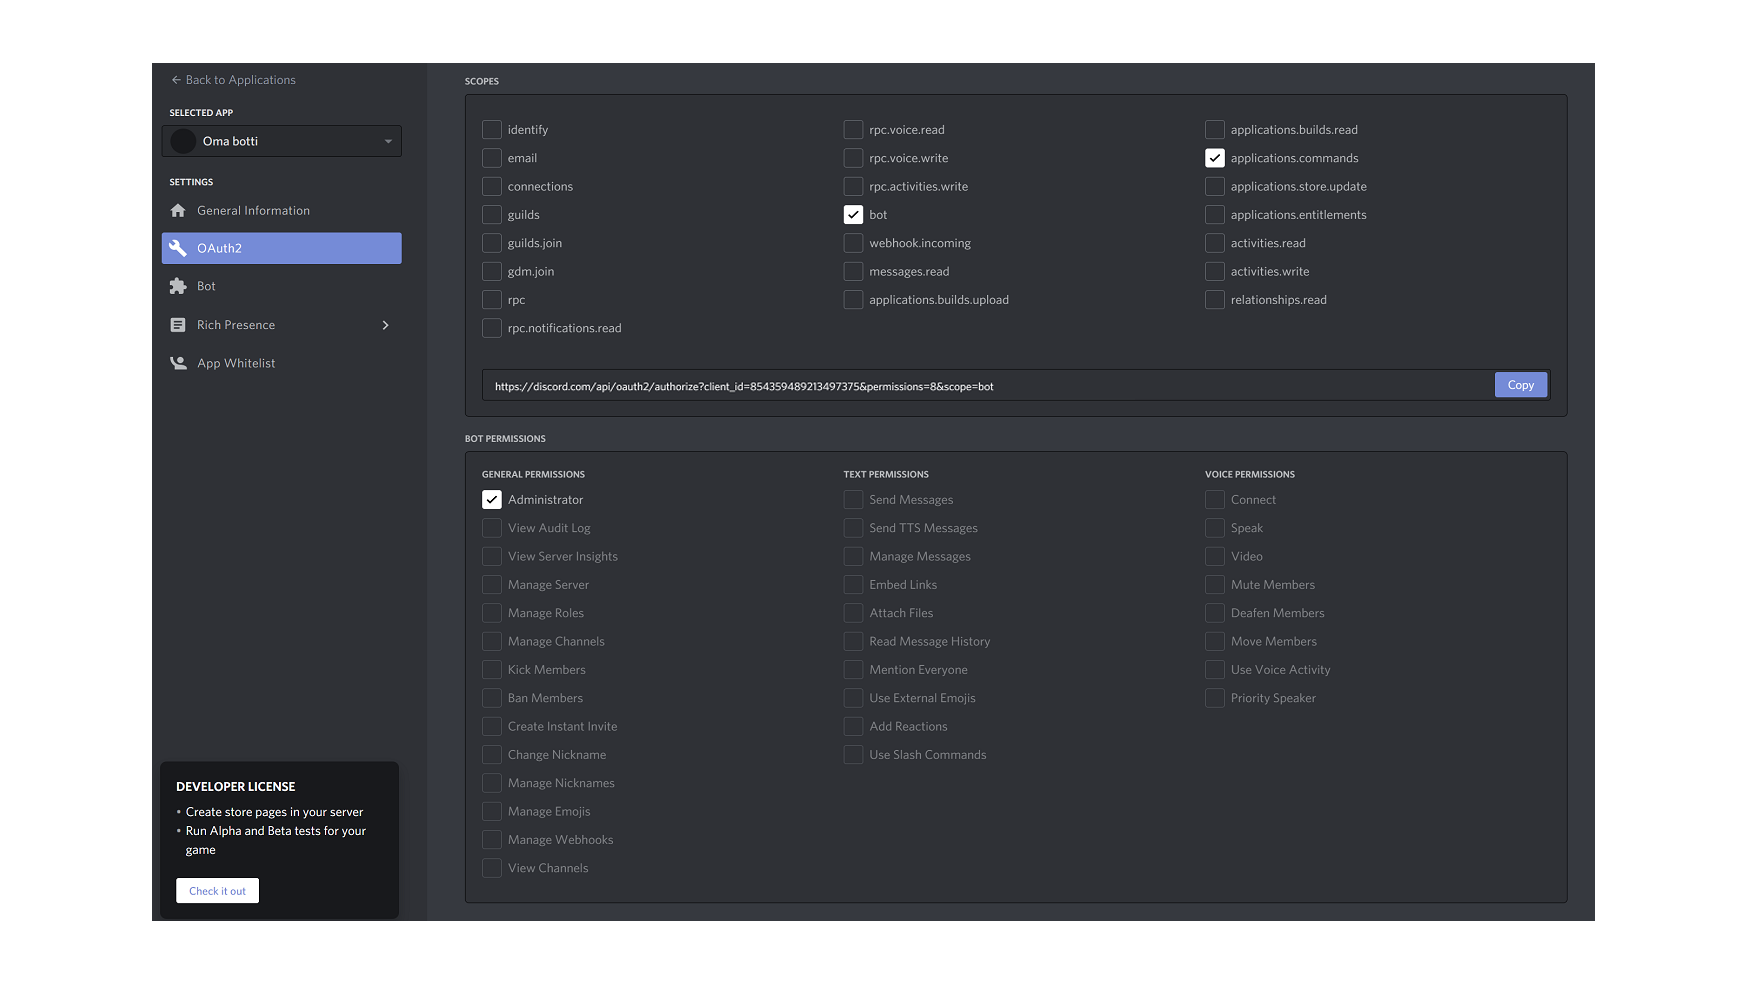 Back to Applications
SELECTED APP
Oma botti
SETTINGS
General Information
OAuth2
Bot
Rich Presence
App Whitelist
DEVELOPER LICENSE
• Create store pages in your server
• Run Alpha and Beta tests for your
game
Check it out
SCOPES
identify
email
connections
guilds
guilds.join
gdm.join
rpc
rpc.notifications.read
rpc.voice.read
rpc.voice.write
rpc.activities.write
bot
webhook.incoming
messages.read
applications.builds.upload
applications.builds.read
applications.commands
applications.store.update
applications.entitlements
activities.read
activities.write
relationships.read
https://discord.com/api/oauth2/authorize?client_id=854359489213497375&permissions=8&scope=bot
Copy
BOT PERMISSIONS
GENERAL PERMISSIONS
Administrator
View Audit Log
View Server Insights
Manage Server
Manage Roles
Manage Channels
Kick Members
Ban Members
Create Instant Invite
Change Nickname
Manage Nicknames
Manage Emojis
Manage Webhooks
View Channels
TEXT PERMISSIONS
Send Messages
Send TTS Messages
Manage Messages
Embed Links
Attach Files
Read Message History
Mention Everyone
Use External Emojis
Add Reactions
Use Slash Commands
VOICE PERMISSIONS
Connect
Speak
Video
Mute Members
Deafen Members
Move Members
Use Voice Activity
Priority Speaker